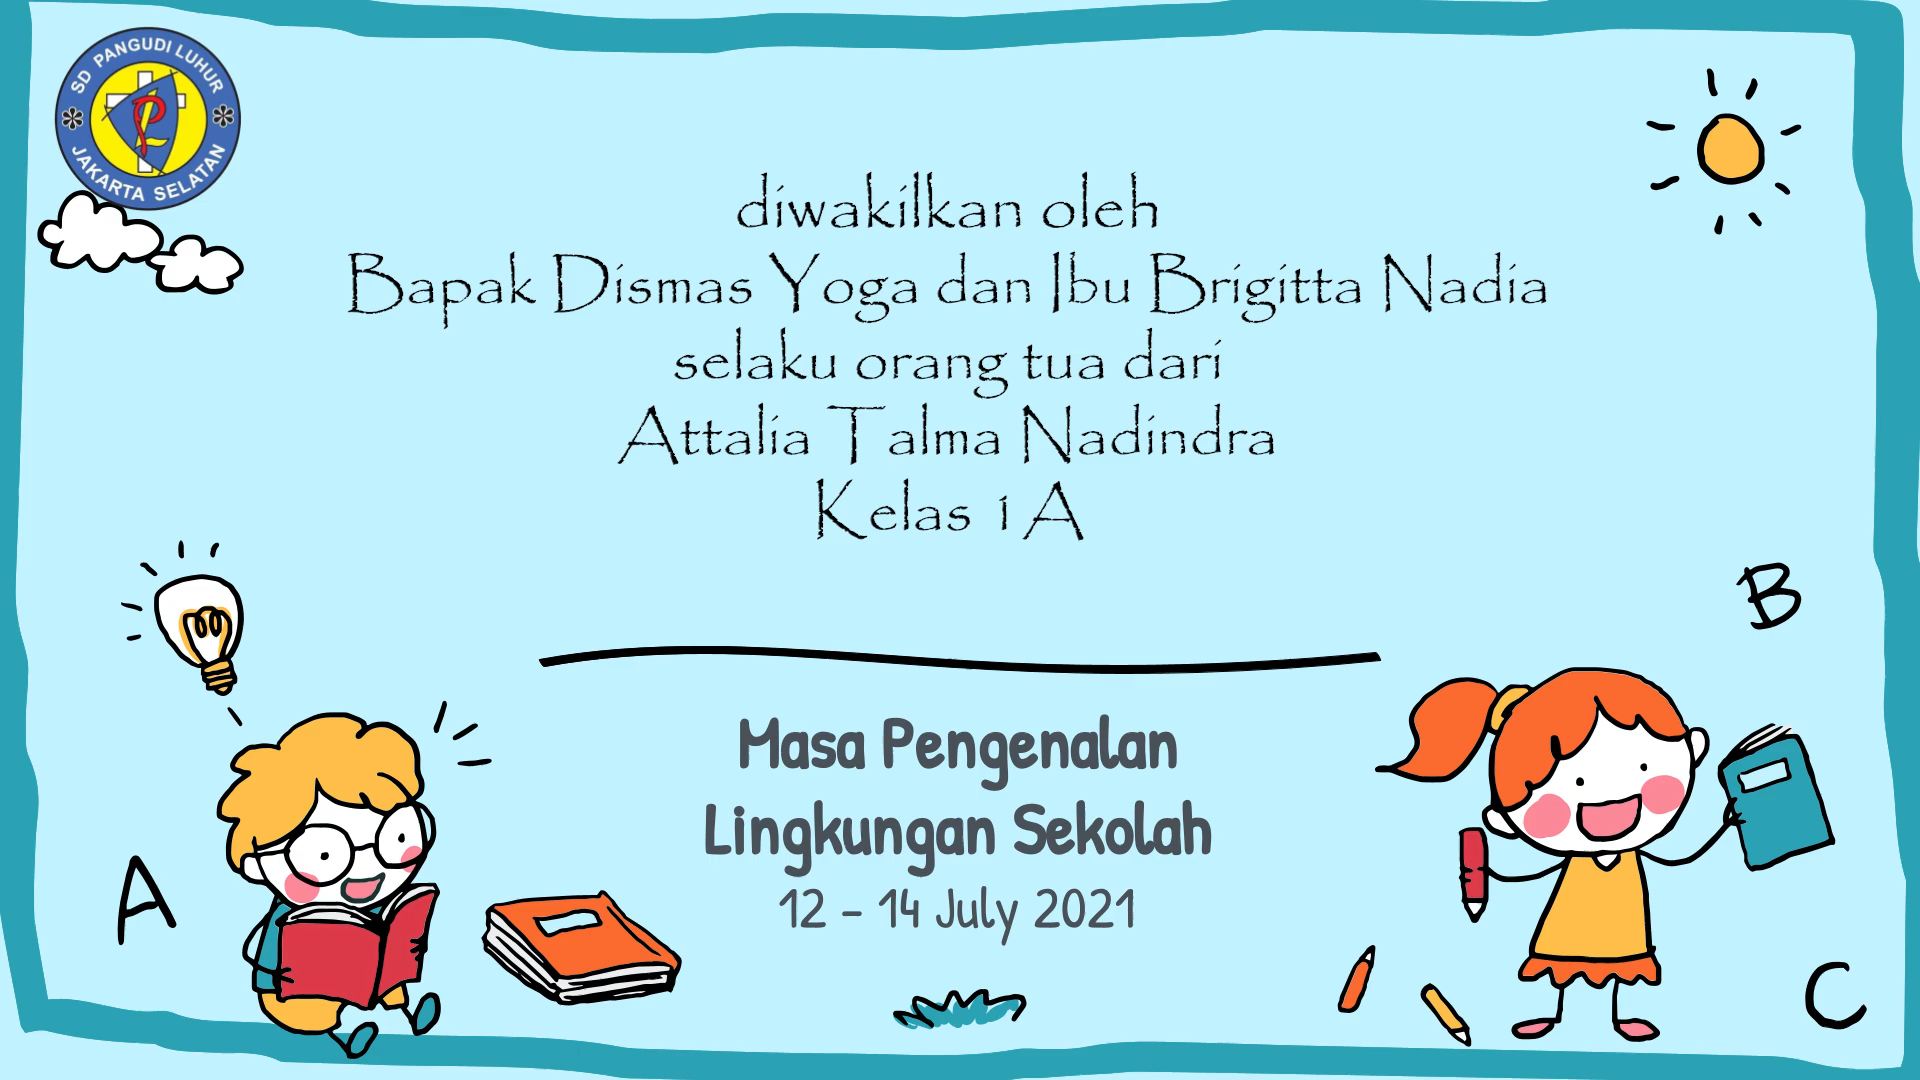 SD PANGUDI LUHUR
JAKARTA SELATAN
PL
diwakilkan oleh
Bapak Dismas Yoga dan Ibu Brigitta Nadia
selaku orang tua dari
Attalia Talma Nadindra
Kelas 1A
B
Masa Pengenalan
Lingkungan Sekolah
12 - 14 July 2021
A
C